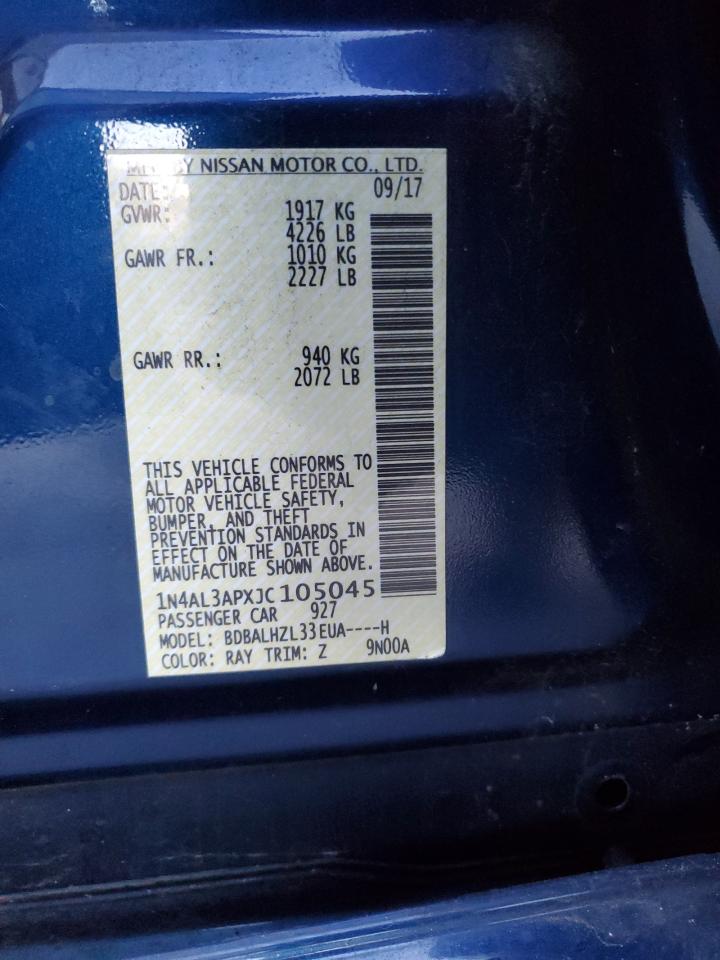 MFD BY NISSAN MOTOR CO., LTD.
DATE: 09/17
GVWR: 1917 KG
4226 LB
GAWR FR.: 1010 KG
2227 LB
GAWR RR.: 940 KG
2072 LB
THIS VEHICLE CONFORMS TO
ALL APPLICABLE FEDERAL
MOTOR VEHICLE SAFETY,
BUMPER, AND THEFT
PREVENTION STANDARDS IN
EFFECT ON THE DATE OF
MANUFACTURE SHOWN ABOVE.
1N4AL3APXJC105045
PASSENGER CAR 927
MODEL: BDBALHZL33EUA----H
COLOR: RAY TRIM: Z 9N00A